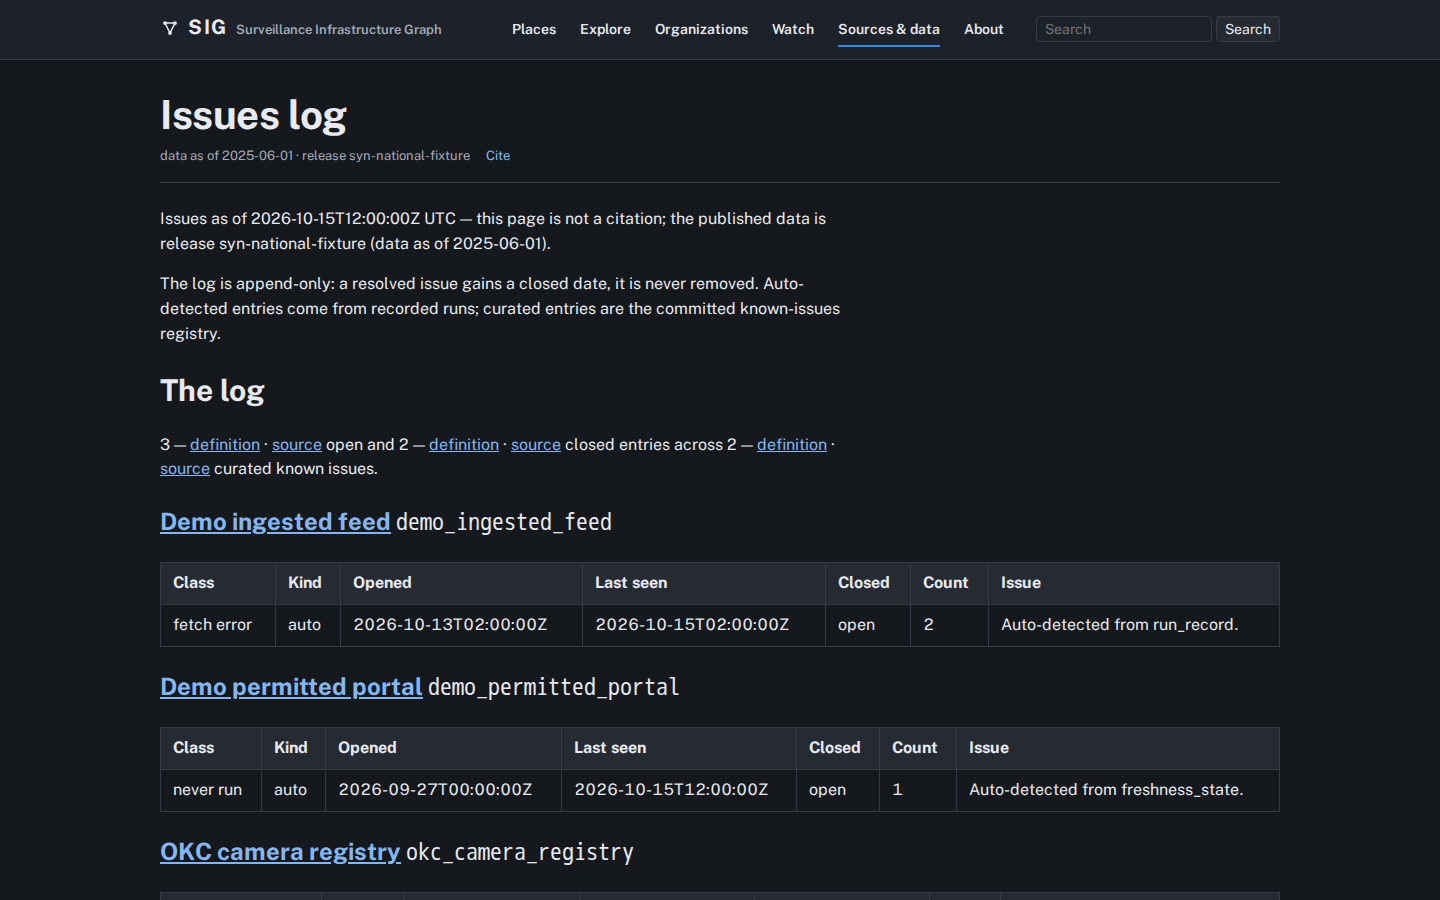 SIG Surveillance Infrastructure Graph Places Explore Organizations Watch Sources & data About Search Search
Issues log
data as of 2025-06-01 · release syn-national-fixture Cite
Issues as of 2026-10-15T12:00:00Z UTC — this page is not a citation; the published data is
release syn-national-fixture (data as of 2025-06-01).
The log is append-only: a resolved issue gains a closed date, it is never removed. Auto-
detected entries come from recorded runs; curated entries are the committed known-issues
registry.
The log
3 — definition · source open and 2 — definition · source closed entries across 2 — definition ·
source curated known issues.
Demo ingested feed demo_ingested_feed
Class Kind Opened Last seen Closed Count Issue
fetch error auto 2026-10-13T02:00:00Z 2026-10-15T02:00:00Z open 2 Auto-detected from run_record.
Demo permitted portal demo_permitted_portal
Class Kind Opened Last seen Closed Count Issue
never run auto 2026-09-27T00:00:00Z 2026-10-15T12:00:00Z open 1 Auto-detected from freshness_state.
OKC camera registry okc_camera_registry